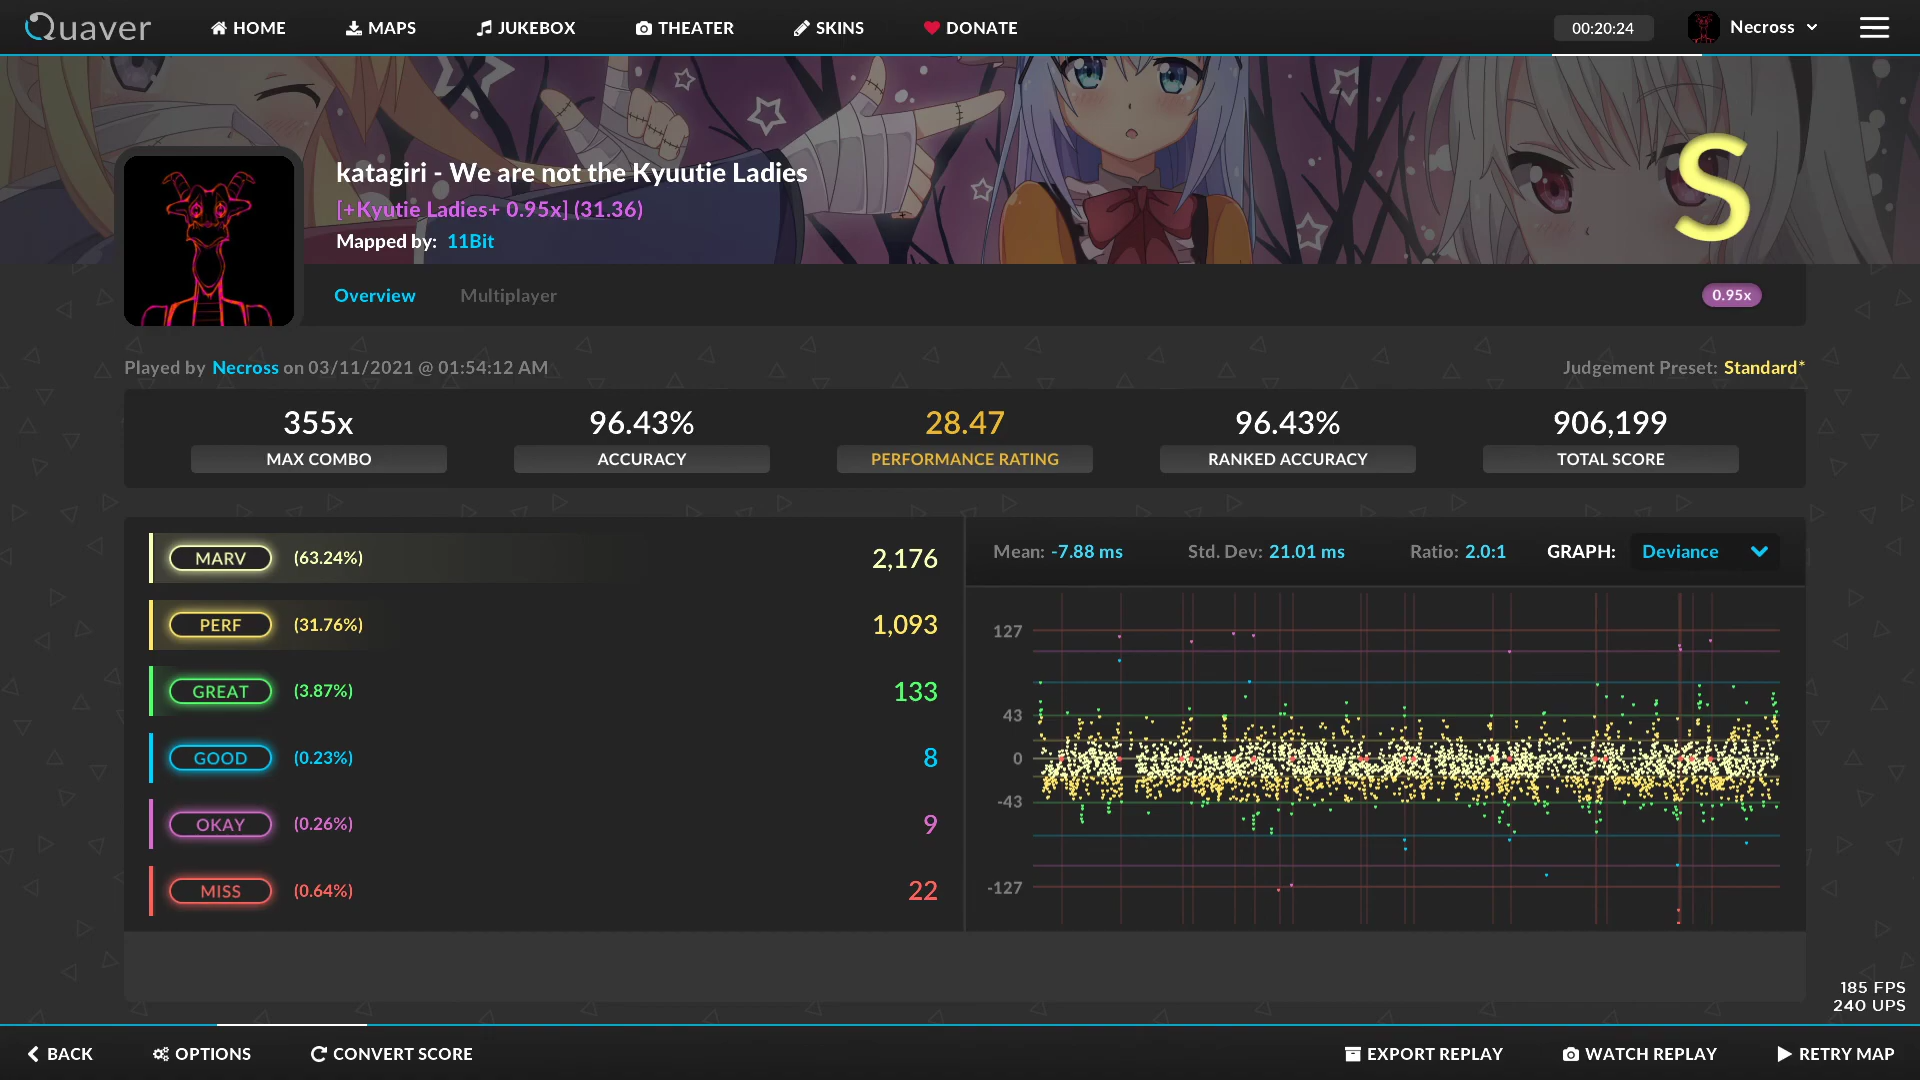 Quaver HOME MAPS JUKEBOX THEATER SKINS DONATE 00:20:24 Necross
katagiri - We are not the Kyuutie Ladies
[+Kyutie Ladies+ 0.95x] (31.36)
Mapped by: 11Bit
S
Overview Multiplayer 0.95x
Played by Necross on 03/11/2021 @ 01:54:12 AM Judgement Preset: Standard*
355x 96.43% 28.47 96.43% 906,199
MAX COMBO ACCURACY PERFORMANCE RATING RANKED ACCURACY TOTAL SCORE
MARV (63.24%) 2,176
PERF (31.76%) 1,093
GREAT (3.87%) 133
GOOD (0.23%) 8
OKAY (0.26%) 9
MISS (0.64%) 22
Mean: -7.88 ms Std. Dev: 21.01 ms Ratio: 2.0:1 GRAPH: Deviance
127
43
0
-43
-127
185 FPS
240 UPS
BACK OPTIONS CONVERT SCORE EXPORT REPLAY WATCH REPLAY RETRY MAP